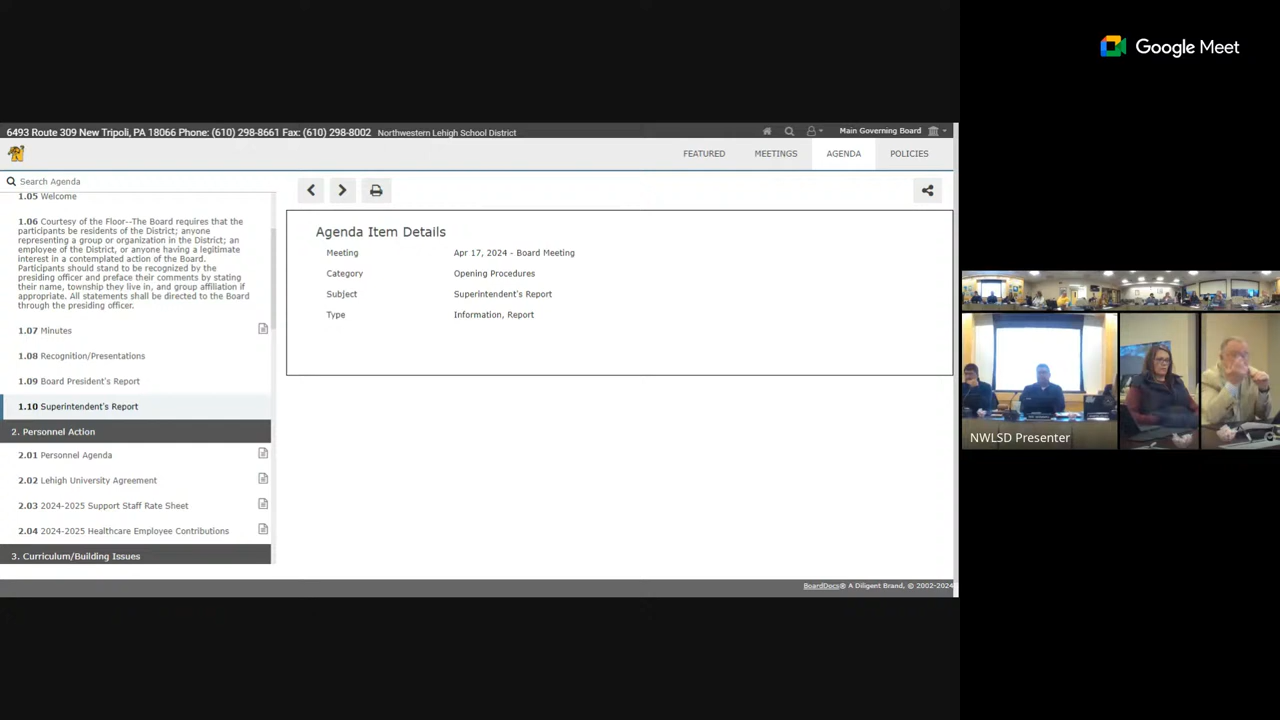 Google Meet
6493 Route 309 New Tripoli, PA 18066 Phone: (610) 298-8661 Fax: (610) 298-8002 Northwestern Lehigh School District
Main Governing Board
FEATURED MEETINGS AGENDA POLICIES
Search Agenda
1.05 Welcome
1.06 Courtesy of the Floor--The Board requires that the
participants be residents of the District; anyone
representing a group or organization in the District; an
employee of the District, or anyone having a legitimate
interest in a contemplated action of the Board.
Participants should stand to be recognized by the
presiding officer and preface their comments by stating
their name, township they live in, and group affiliation if
appropriate. All statements shall be directed to the Board
through the presiding officer.
1.07 Minutes
1.08 Recognition/Presentations
1.09 Board President's Report
1.10 Superintendent's Report
2. Personnel Action
2.01 Personnel Agenda
2.02 Lehigh University Agreement
2.03 2024-2025 Support Staff Rate Sheet
2.04 2024-2025 Healthcare Employee Contributions
3. Curriculum/Building Issues
Agenda Item Details
Meeting Apr 17, 2024 - Board Meeting
Category Opening Procedures
Subject Superintendent's Report
Type Information, Report
NWLSD Presenter
BoardDocs® A Diligent Brand, © 2002-2024